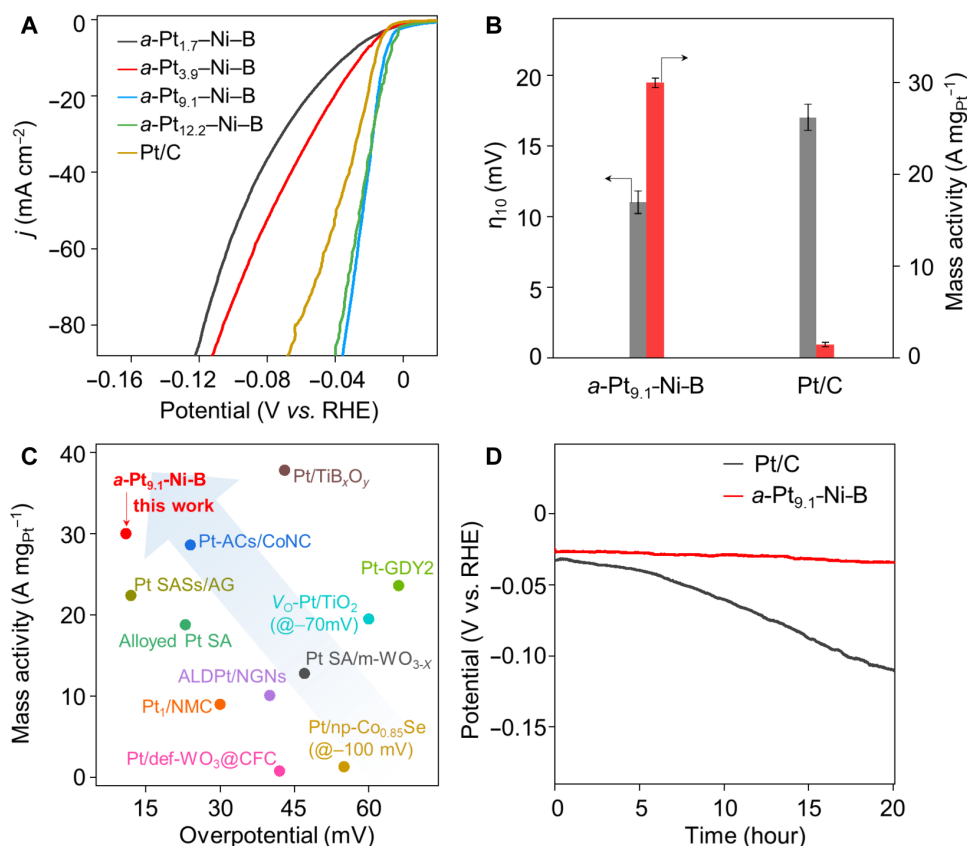 A
a-Pt1.7–Ni–B
a-Pt3.9–Ni–B
a-Pt9.1–Ni–B
a-Pt12.2–Ni–B
Pt/C
j (mA cm−2)
0
−20
−40
−60
−80
−0.16
−0.12
−0.08
−0.04
0
Potential (V vs. RHE)
B
η10 (mV)
20
15
10
5
0
30
20
10
0
Mass activity (A mgPt−1)
a-Pt9.1-Ni-B
Pt/C
C
Mass activity (A mgPt−1)
40
30
20
10
0
a-Pt9.1-Ni-B
this work
Pt/TiBxOy
Pt-ACs/CoNC
Pt-GDY2
Pt SASs/AG
VO-Pt/TiO2
(@−70mV)
Alloyed Pt SA
Pt SA/m-WO3-X
ALDPt/NGNs
Pt1/NMC
Pt/np-Co0.85Se
(@−100 mV)
Pt/def-WO3@CFC
15
30
45
60
Overpotential (mV)
D
Pt/C
a-Pt9.1-Ni-B
Potential (V vs. RHE)
0
−0.05
−0.10
−0.15
0
5
10
15
20
Time (hour)